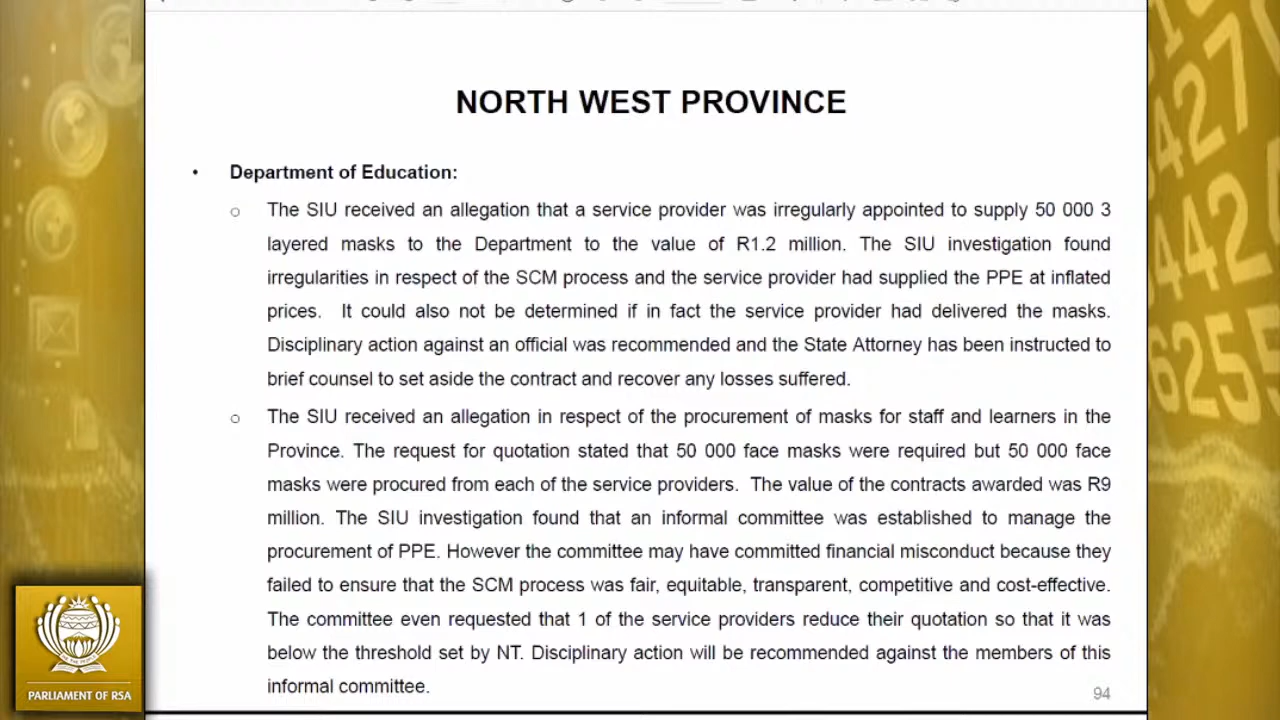 NORTH WEST PROVINCE
• Department of Education:
o The SIU received an allegation that a service provider was irregularly appointed to supply 50 000 3
layered masks to the Department to the value of R1.2 million. The SIU investigation found
irregularities in respect of the SCM process and the service provider had supplied the PPE at inflated
prices. It could also not be determined if in fact the service provider had delivered the masks.
Disciplinary action against an official was recommended and the State Attorney has been instructed to
brief counsel to set aside the contract and recover any losses suffered.
o The SIU received an allegation in respect of the procurement of masks for staff and learners in the
Province. The request for quotation stated that 50 000 face masks were required but 50 000 face
masks were procured from each of the service providers. The value of the contracts awarded was R9
million. The SIU investigation found that an informal committee was established to manage the
procurement of PPE. However the committee may have committed financial misconduct because they
failed to ensure that the SCM process was fair, equitable, transparent, competitive and cost-effective.
The committee even requested that 1 of the service providers reduce their quotation so that it was
below the threshold set by NT. Disciplinary action will be recommended against the members of this
informal committee.
94
PARLIAMENT OF RSA
427
6255